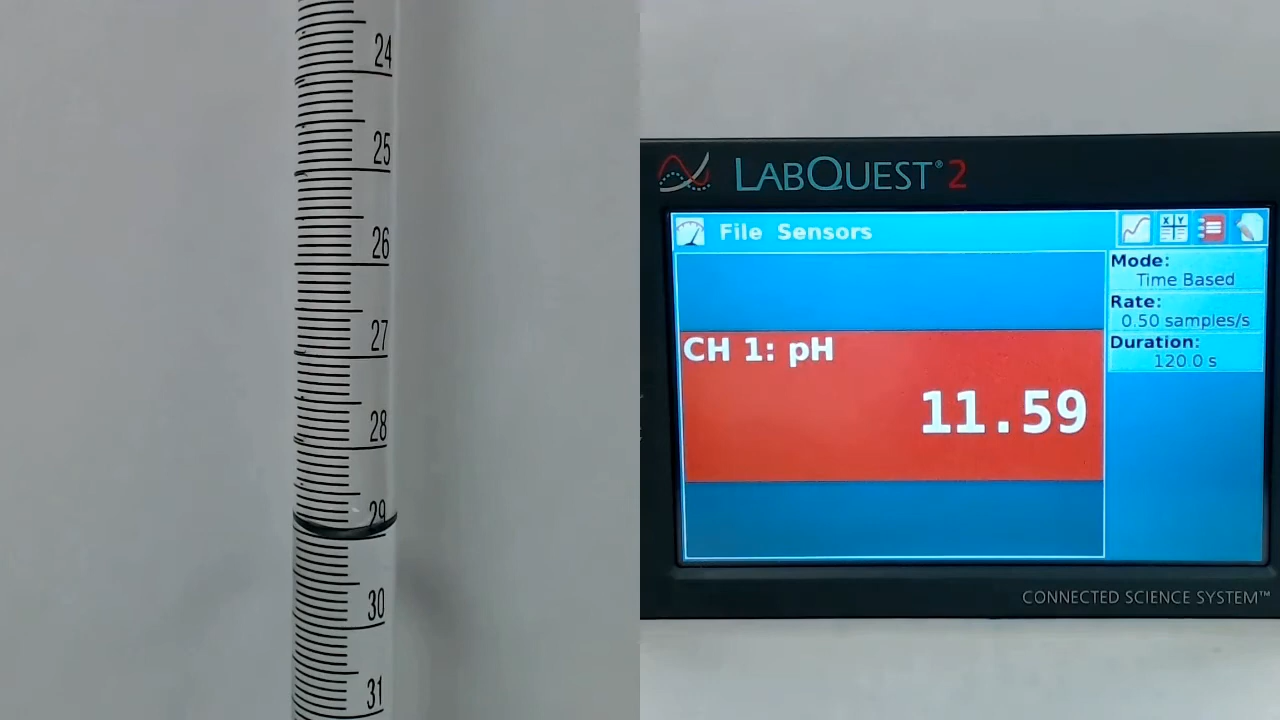 24
25
26
27
28
29
30
31
LABQUEST® 2
File Sensors
X Y
Mode:
Time Based
Rate:
0.50 samples/s
Duration:
120.0 s
CH 1: pH
11.59
CONNECTED SCIENCE SYSTEM™